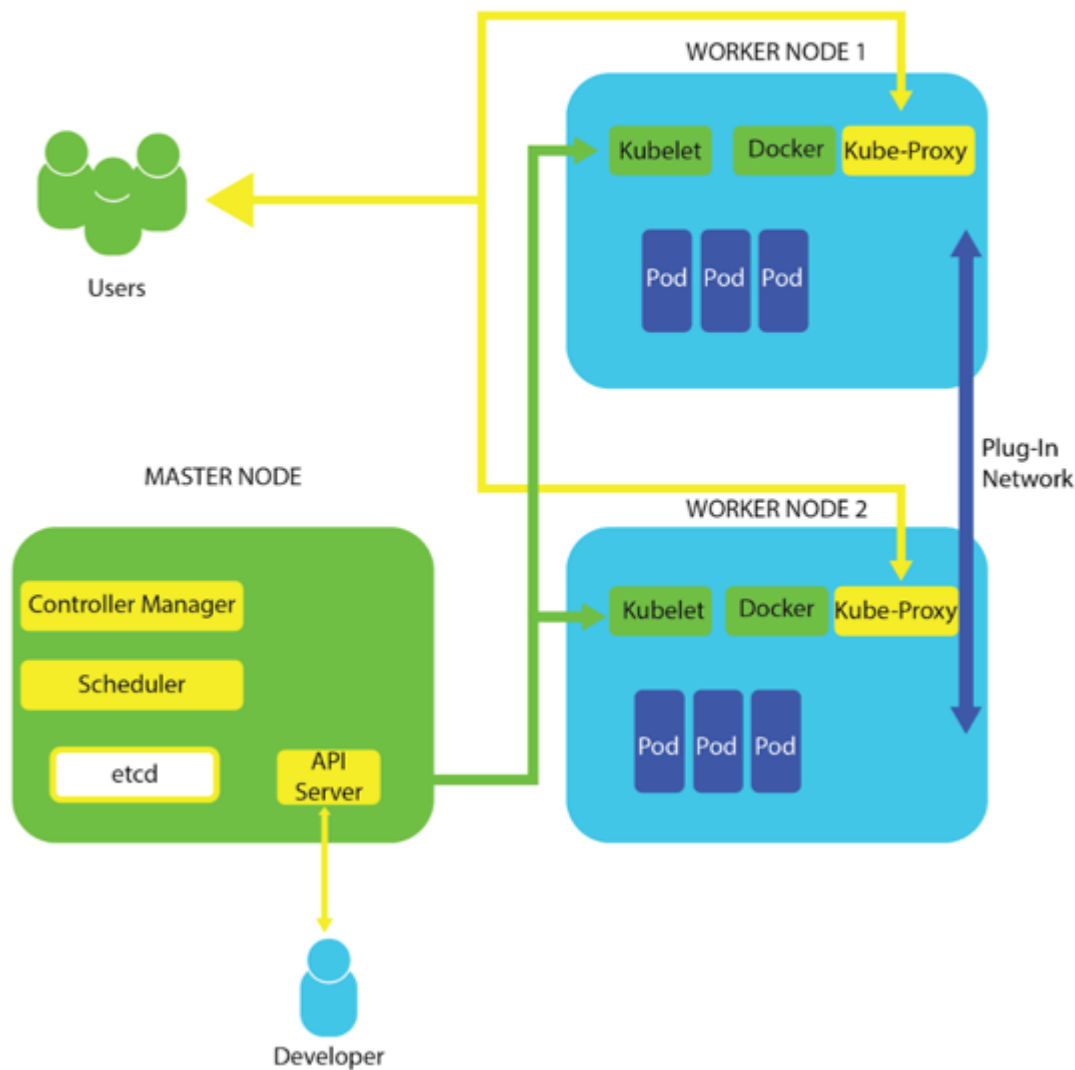 WORKER NODE 1
Kubelet
Docker
Kube-Proxy
Pod
Pod
Pod
Users
Plug-In
Network
MASTER NODE
WORKER NODE 2
Controller Manager
Scheduler
etcd
API
Server
Kubelet
Docker
Kube-Proxy
Pod
Pod
Pod
Developer